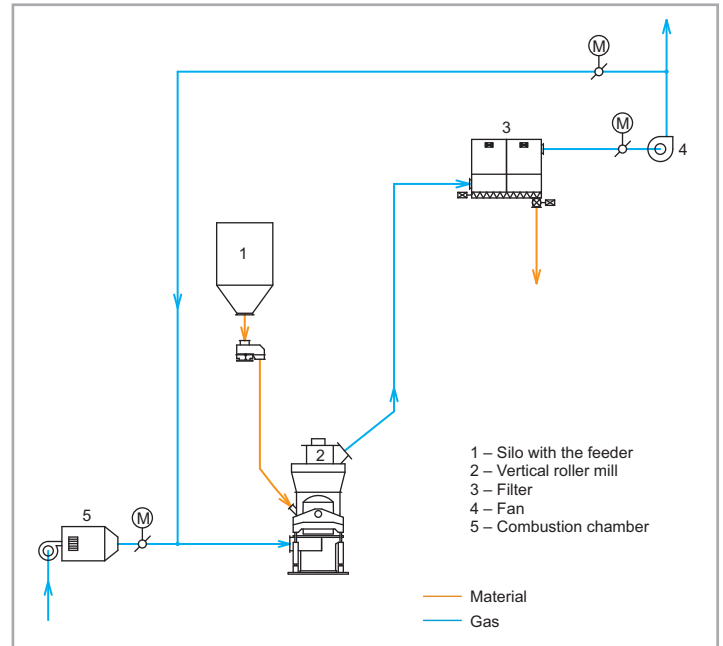 M
M
3
4
1
2
1 – Silo with the feeder
2 – Vertical roller mill
3 – Filter
4 – Fan
5 – Combustion chamber
5
M
Material
Gas